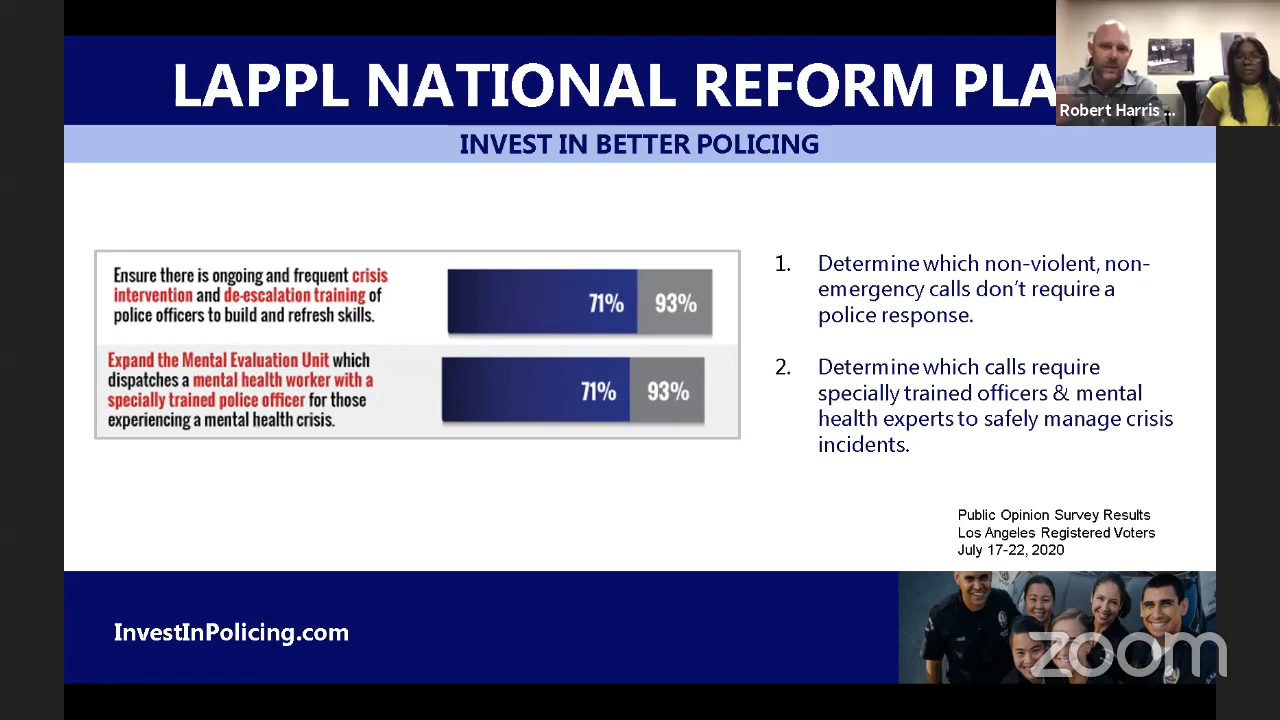 LAPPL NATIONAL REFORM PLA
Robert Harris ...
INVEST IN BETTER POLICING
Ensure there is ongoing and frequent crisis
intervention and de-escalation training of
police officers to build and refresh skills.
71% 93%
Expand the Mental Evaluation Unit which
dispatches a mental health worker with a
specially trained police officer for those
experiencing a mental health crisis.
71% 93%
1. Determine which non-violent, non-
emergency calls don’t require a
police response.
2. Determine which calls require
specially trained officers & mental
health experts to safely manage crisis
incidents.
Public Opinion Survey Results
Los Angeles Registered Voters
July 17-22, 2020
InvestInPolicing.com
zoom